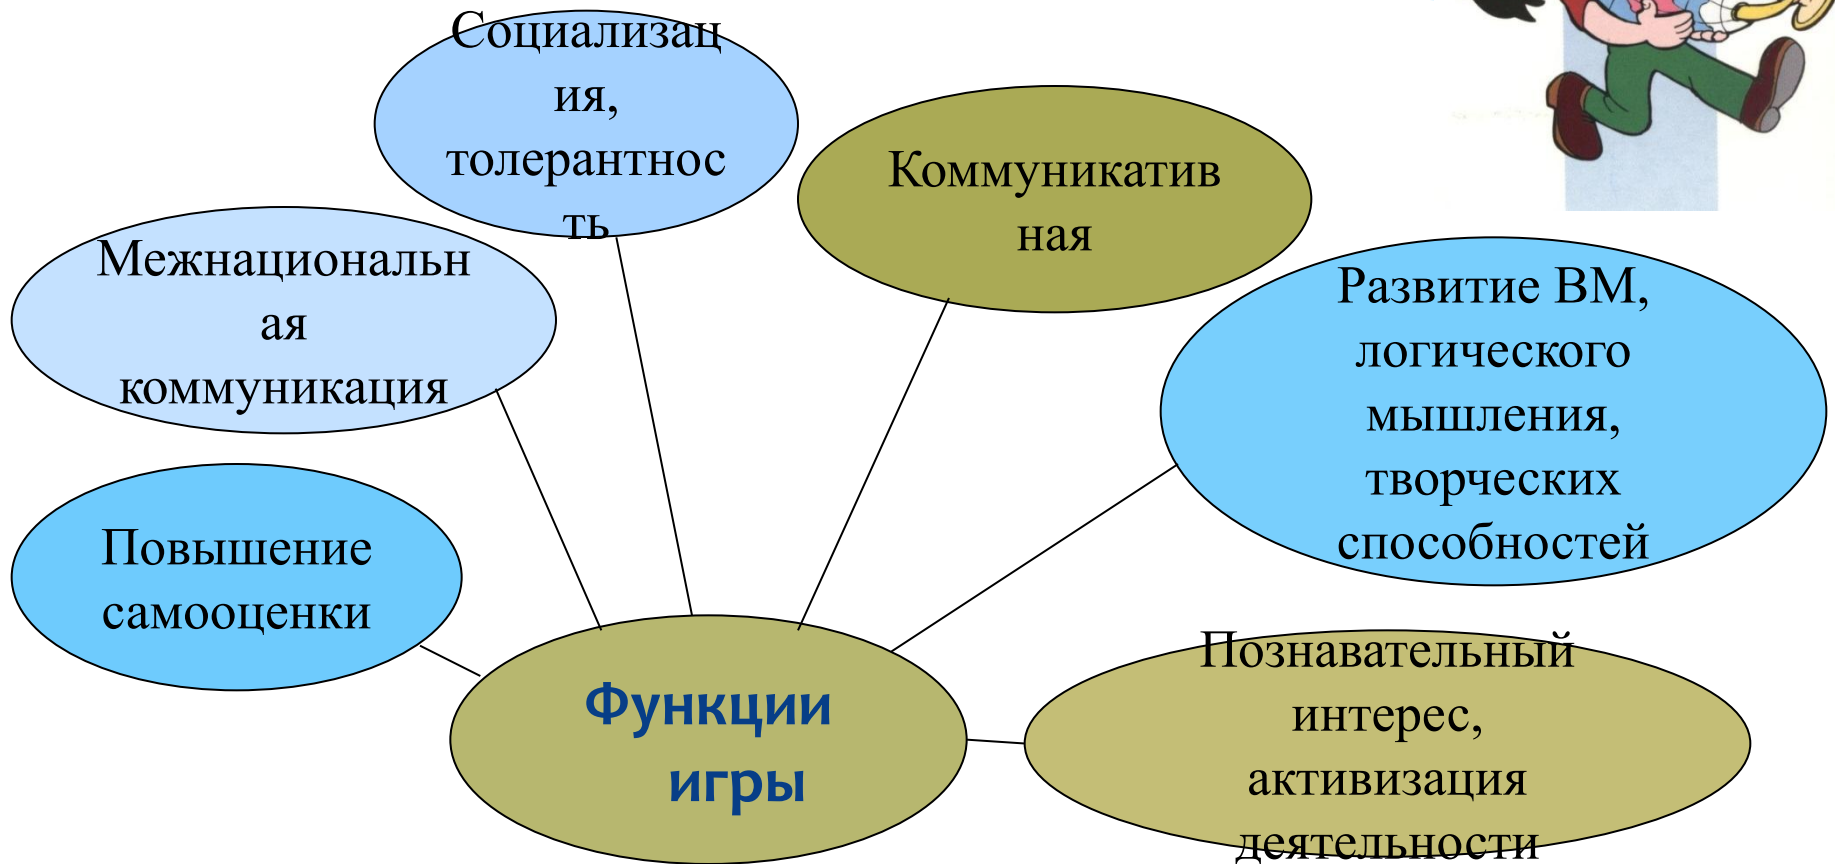 Социализац
ия,
толерантнос
ть
Коммуникатив
ная
Межнациональн
ая
коммуникация
Развитие ВМ,
логического
мышления,
творческих
способностей
Повышение
самооценки
Функции
игры
Познавательный
интерес,
активизация
деятельности